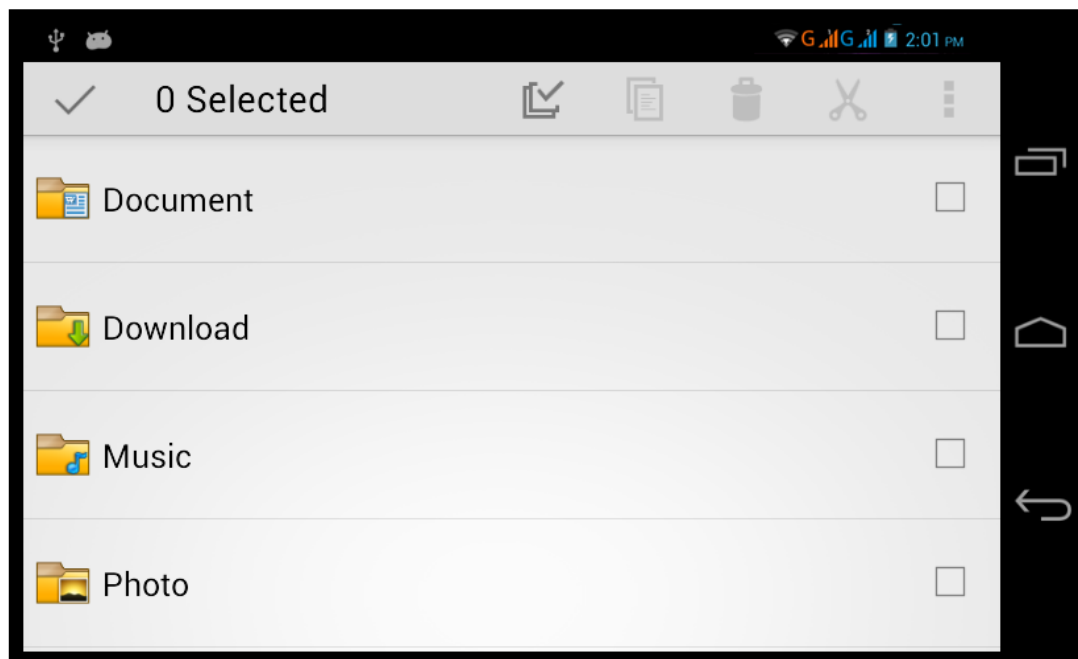 G G 2:01 PM
0 Selected
Document
Download
Music
Photo